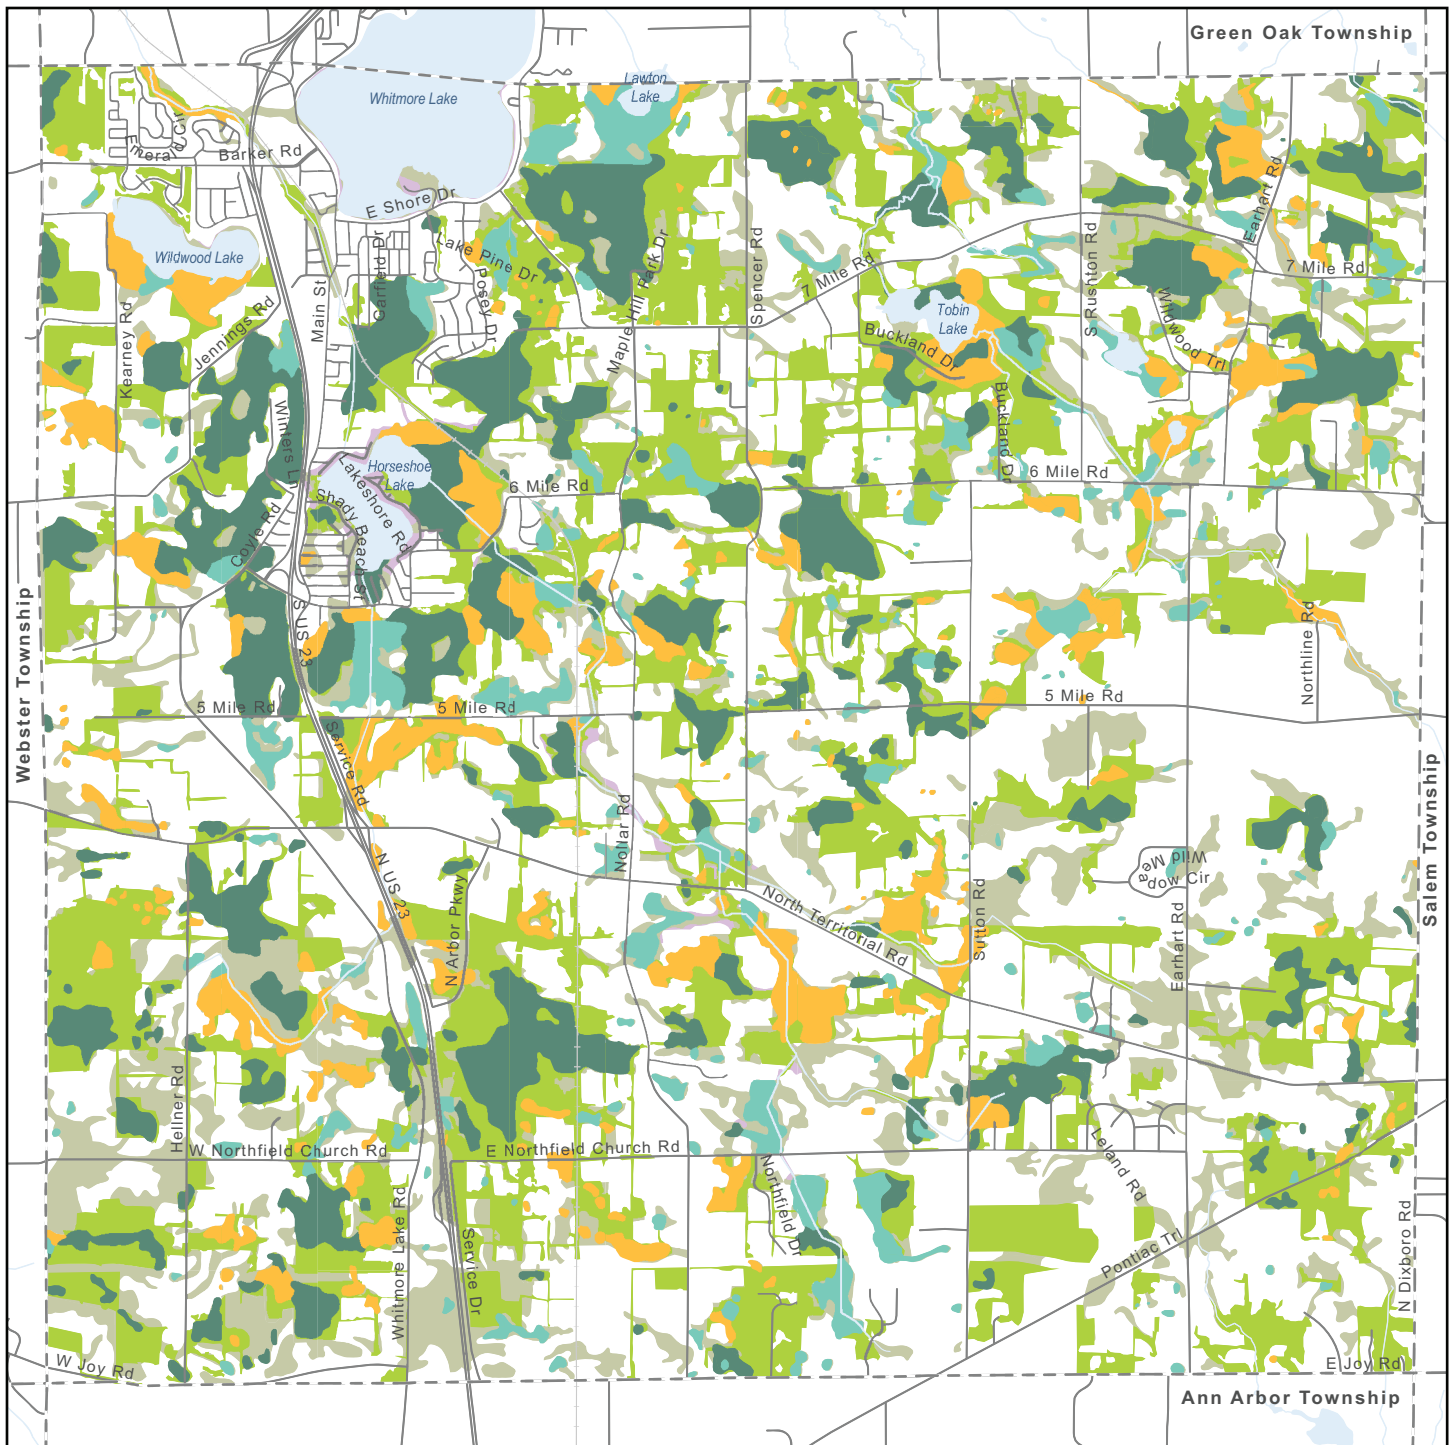 Green Oak Township
Lawton
Lake
Whitmore Lake
Emerald Cir
Barker Rd
E Shore Dr
Earhart Rd
Wildwood Lake
Garfield Dr
Lake Pine Dr
Posey Dr
Maple Hill Park Dr
Spencer Rd
7 Mile Rd
S Rushton Rd
7 Mile Rd
Kearney Rd
Jennings Rd
Main St
Tobin
Lake
Buckland Dr
Wildwood Trl
Buckland Dr
Winters Ln
Horseshoe
Lake
Lakeshore Rd
Shady Beach St
6 Mile Rd
6 Mile Rd
Coyle Rd
Webster Township
S US 23
Northline Rd
5 Mile Rd
5 Mile Rd
5 Mile Rd
Service Rd
Nollar Rd
Salem Township
N US 23
N Arbor Pkwy
North Territorial Rd
Sutton Rd
Wild Mea
dow Cir
Earhart Rd
Hellner Rd
W Northfield Church Rd
E Northfield Church Rd
Leland Rd
Northfield Dr
Whitmore Lake Rd
Service Dr
Pontiac Trl
N Dixboro Rd
W Joy Rd
E Joy Rd
Ann Arbor Township